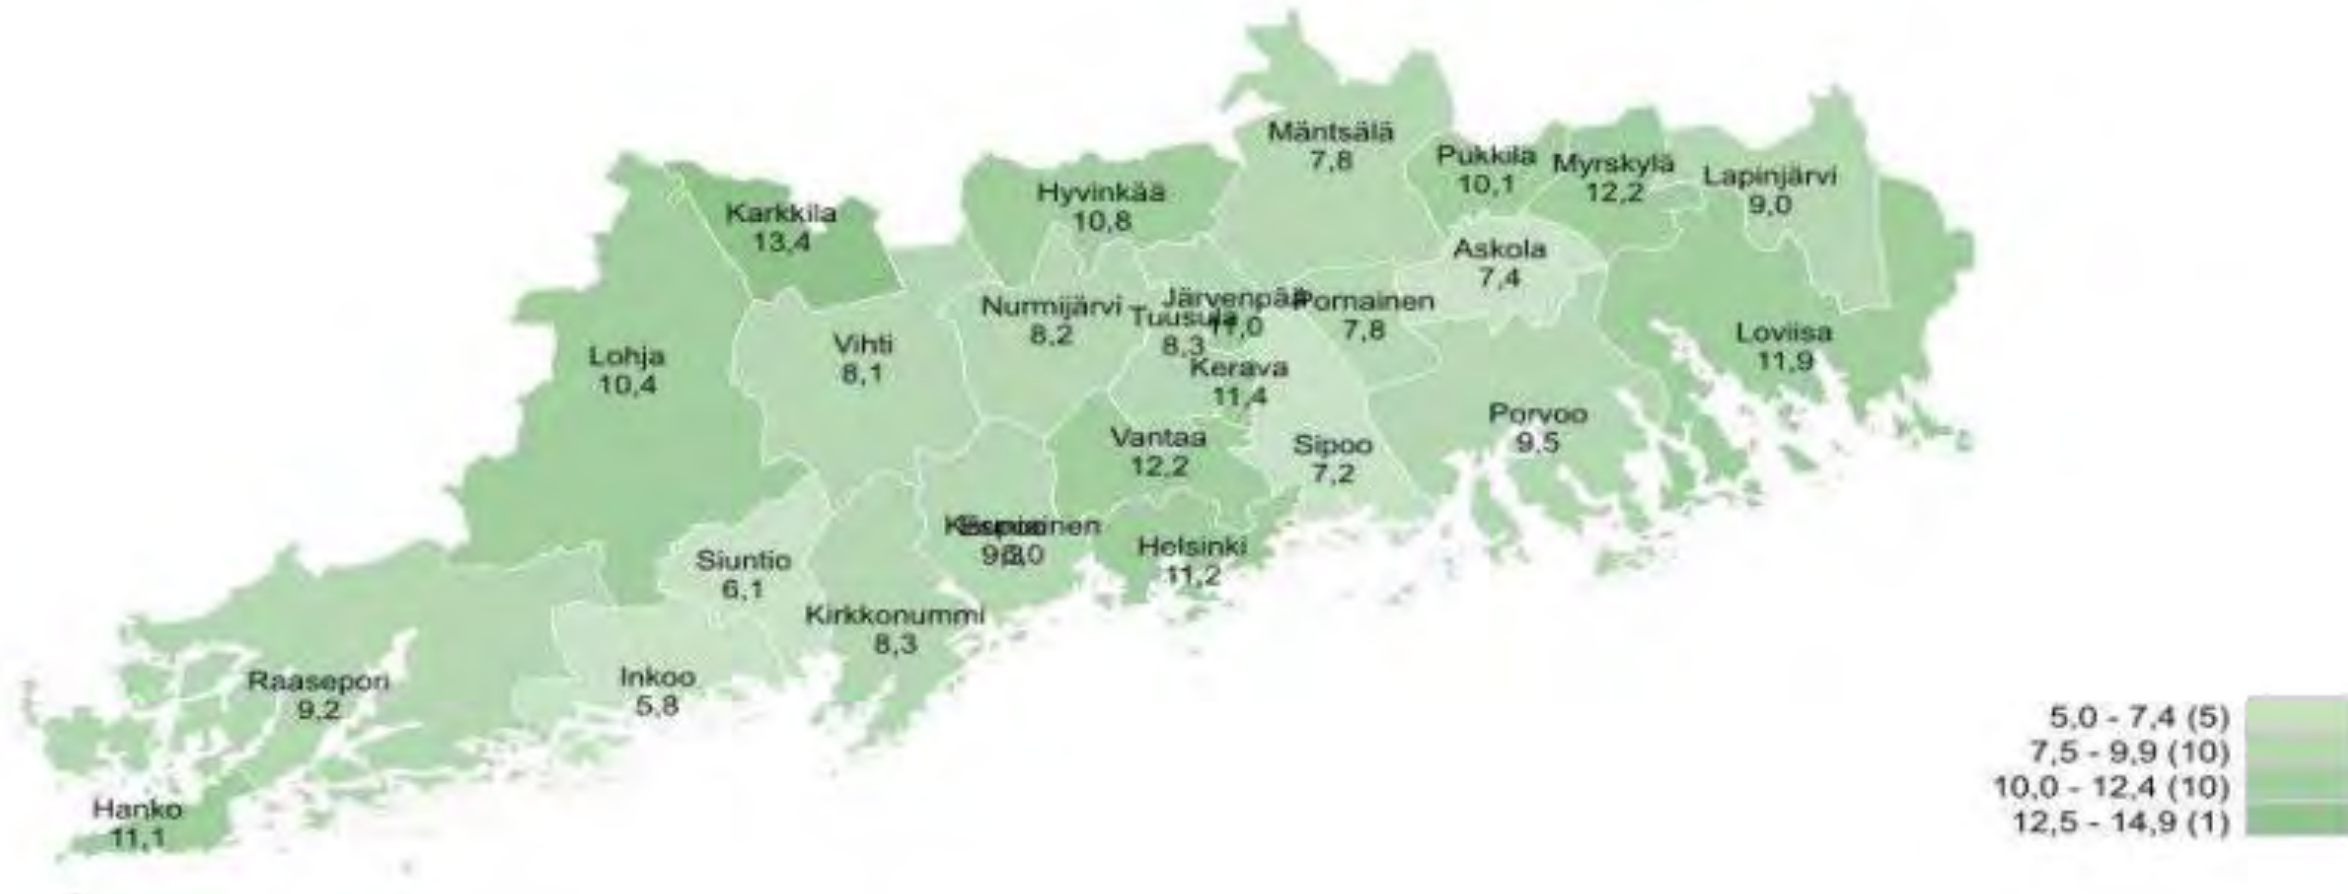 Mäntsälä
7,8
Pukkila
10,1
Myrskylä
12,2
Lapinjärvi
9,0
Karkkila
13,4
Hyvinkää
10,8
Askola
7,4
Nurmijärvi
8,2
Järvenpää
11,0
Pornainen
7,8
Tuusula
8,3
Lohja
10,4
Vihti
8,1
Loviisa
11,9
Kerava
11,4
Vantaa
12,2
Sipoo
7,2
Porvoo
9,5
Siuntio
6,1
Helsinki
11,2
Kirkkonummi
8,3
Inkoo
5,8
Raasepori
9,2
Hanko
11,1
5,0 - 7,4 (5)
7,5 - 9,9 (10)
10,0 - 12,4 (10)
12,5 - 14,9 (1)